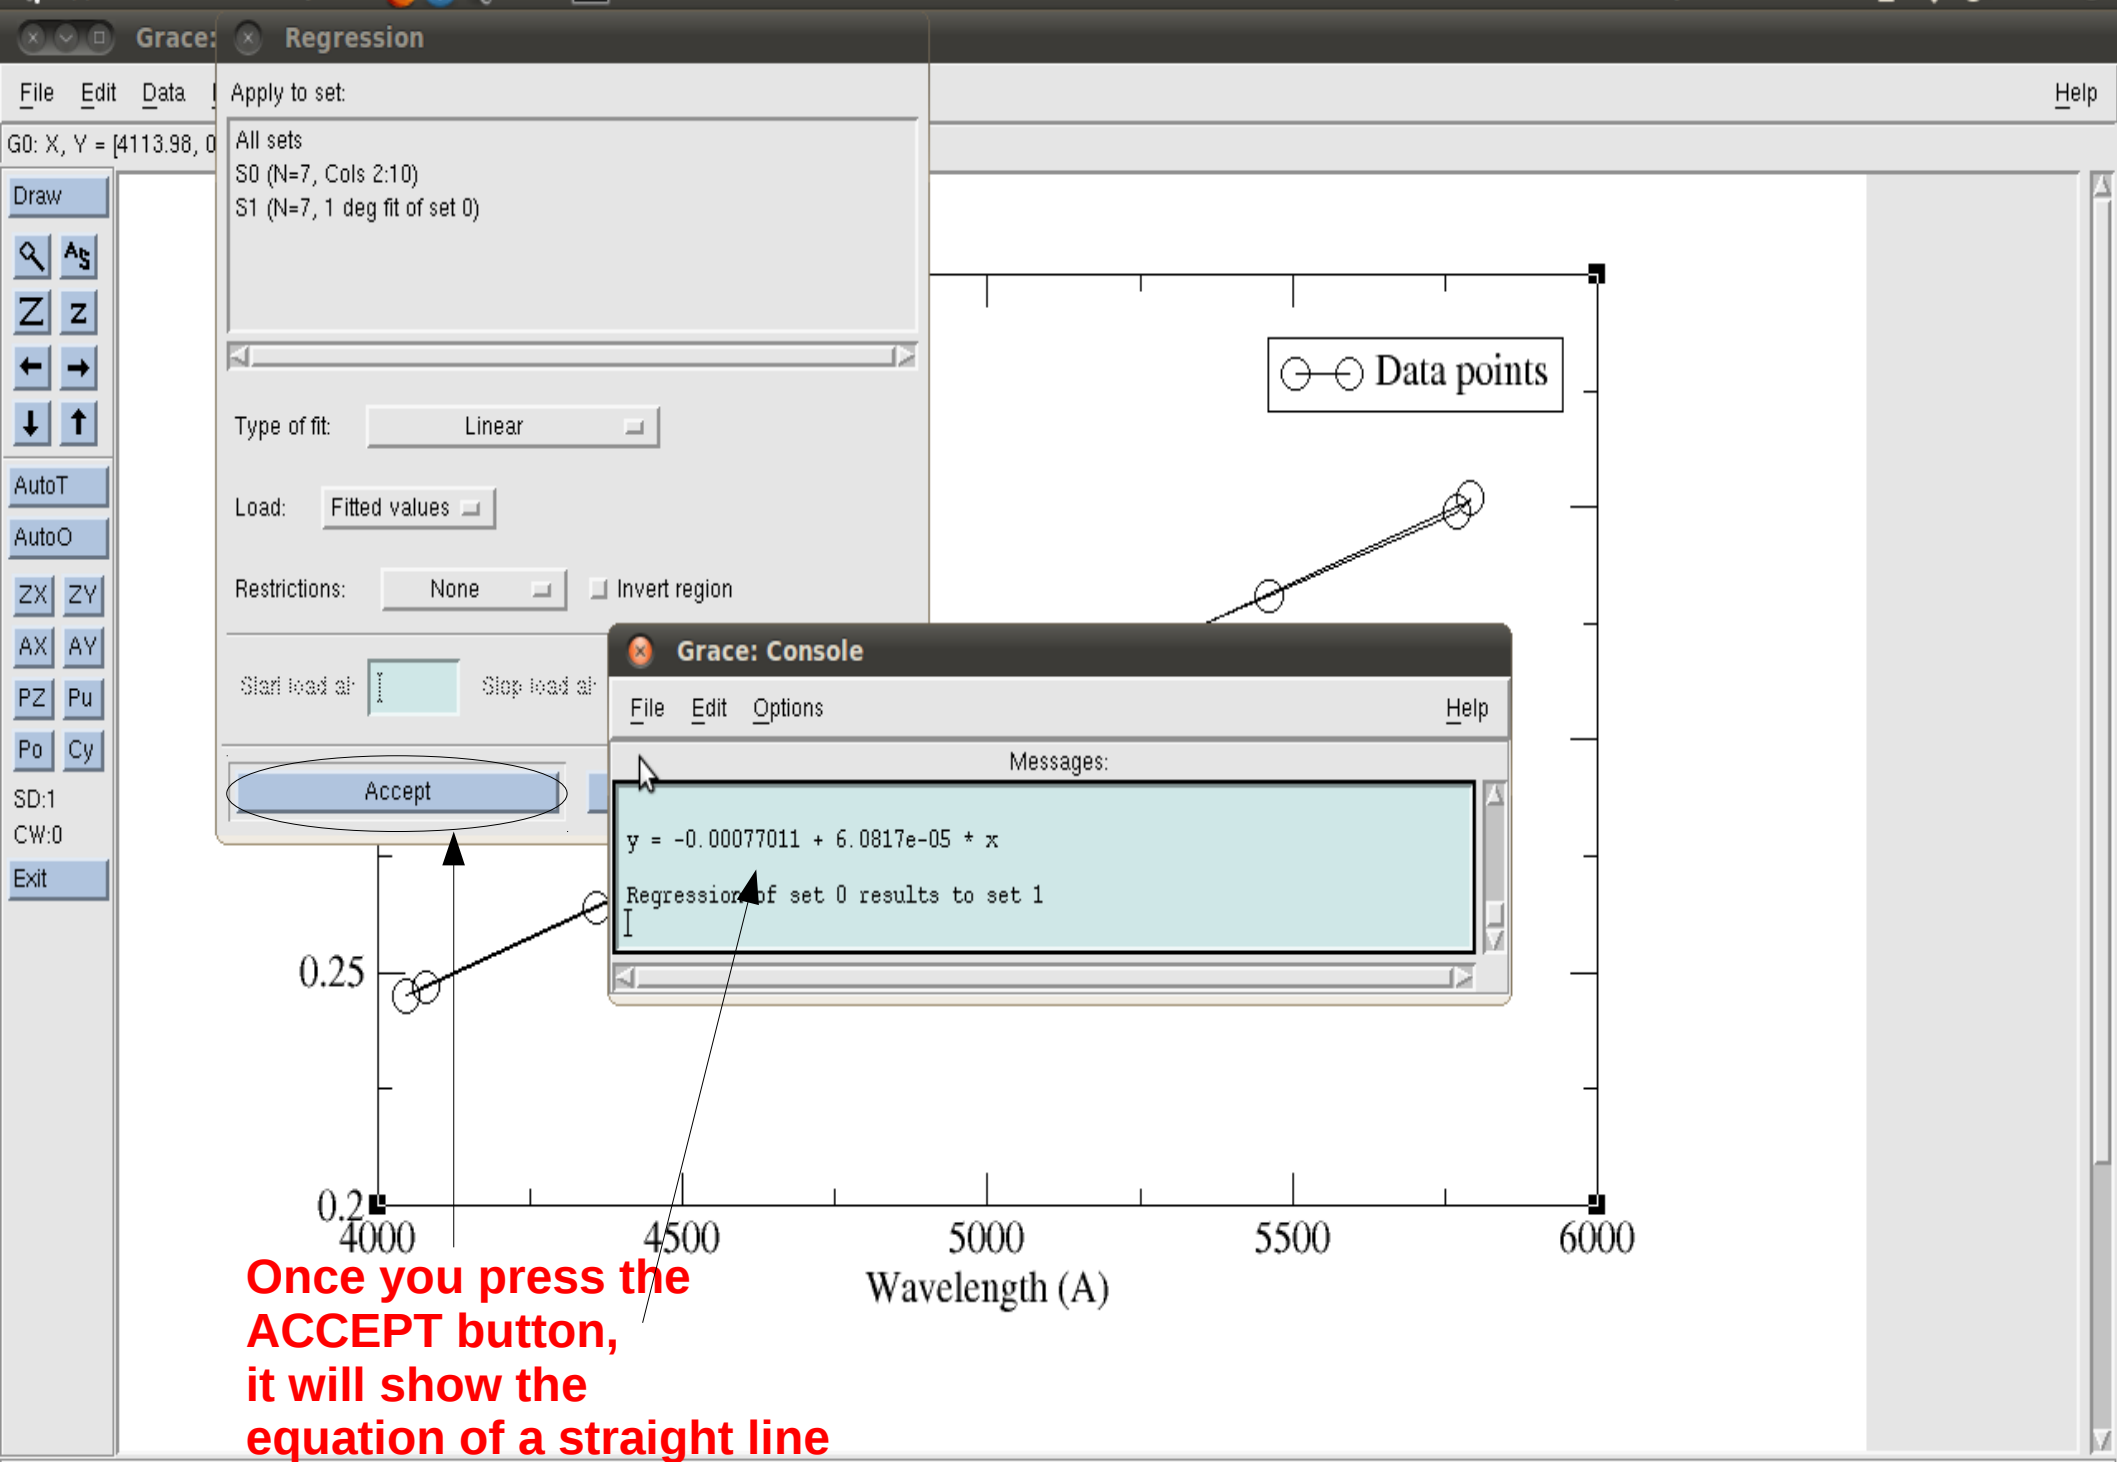 Grace:
Regression
File Edit Data
Help
Apply to set:
G0: X, Y = [4113.98, 0
All sets
S0 (N=7, Cols 2:10)
S1 (N=7, 1 deg fit of set 0)
Draw
AS
Z z
AutoT
AutoO
ZX ZY
AX AY
PZ Pu
Po Cy
SD:1
CW:0
Exit
Type of fit: Linear
Load: Fitted values
Restrictions: None Invert region
Start load at: Stop load at:
Accept
Data points
Grace: Console
File Edit Options Help
Messages:
y = -0.00077011 + 6.0817e-05 * x
Regression of set 0 results to set 1
0.25
0.2
4000 4500 5000 5500 6000
Wavelength (A)
Once you press the
ACCEPT button,
it will show the
equation of a straight line